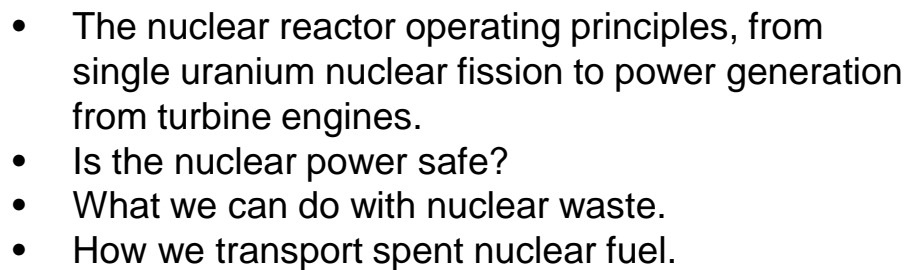 • The nuclear reactor operating principles, from
single uranium nuclear fission to power generation
from turbine engines.
• Is the nuclear power safe?
• What we can do with nuclear waste.
• How we transport spent nuclear fuel.